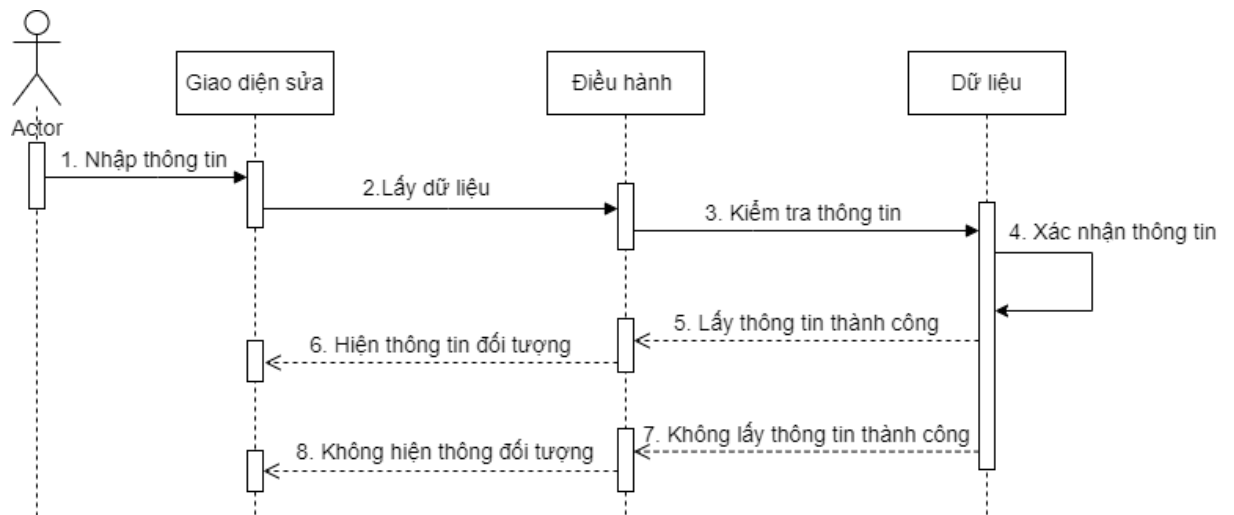 Giao diện sửa
Điều hành
Dữ liệu
Actor
1. Nhập thông tin
2.Lấy dữ liệu
3. Kiểm tra thông tin
4. Xác nhận thông tin
5. Lấy thông tin thành công
6. Hiện thông tin đối tượng
7. Không lấy thông tin thành công
8. Không hiện thông đối tượng